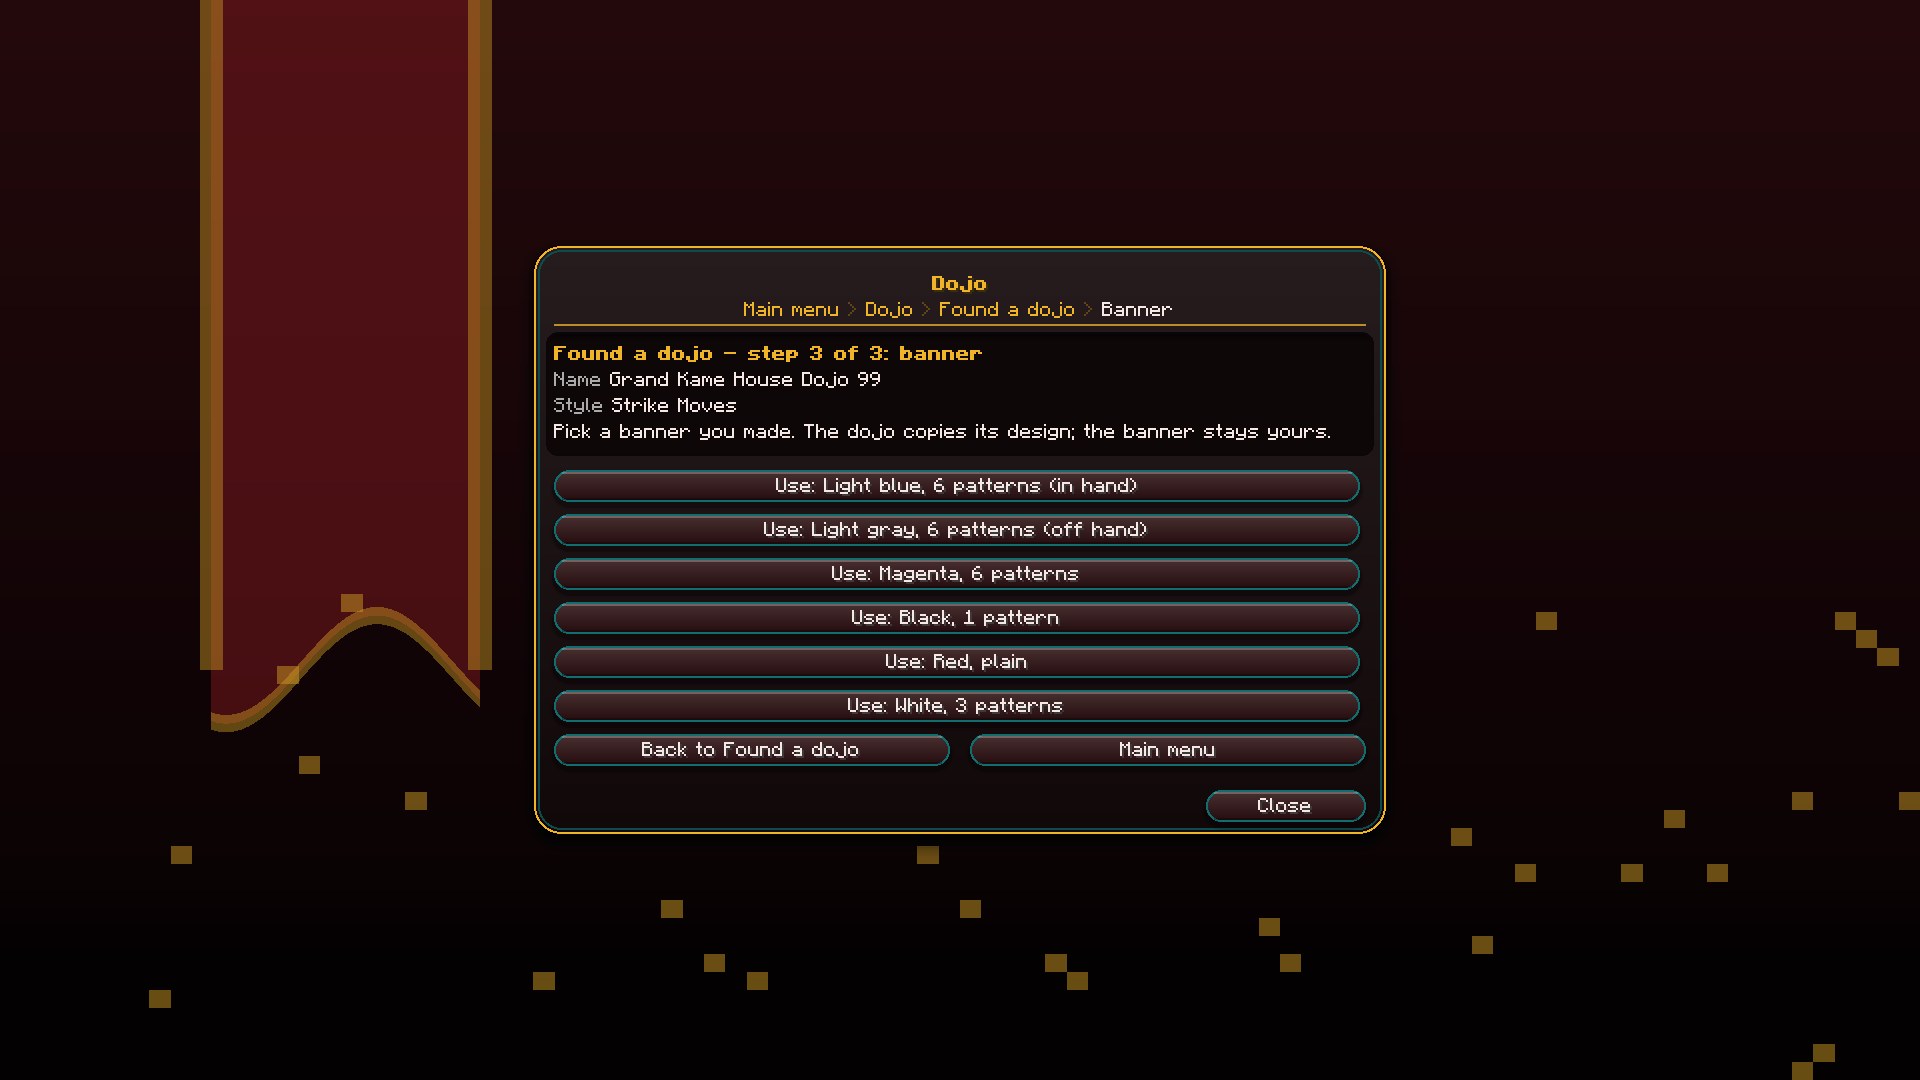 Dojo
Main menu > Dojo > Found a dojo > Banner
Found a dojo – step 3 of 3: banner
Name Grand Kame House Dojo 99
Style Strike Moves
Pick a banner you made. The dojo copies its design; the banner stays yours.
Use: Light blue, 6 patterns (in hand)
Use: Light gray, 6 patterns (off hand)
Use: Magenta, 6 patterns
Use: Black, 1 pattern
Use: Red, plain
Use: White, 3 patterns
Back to Found a dojo
Main menu
Close